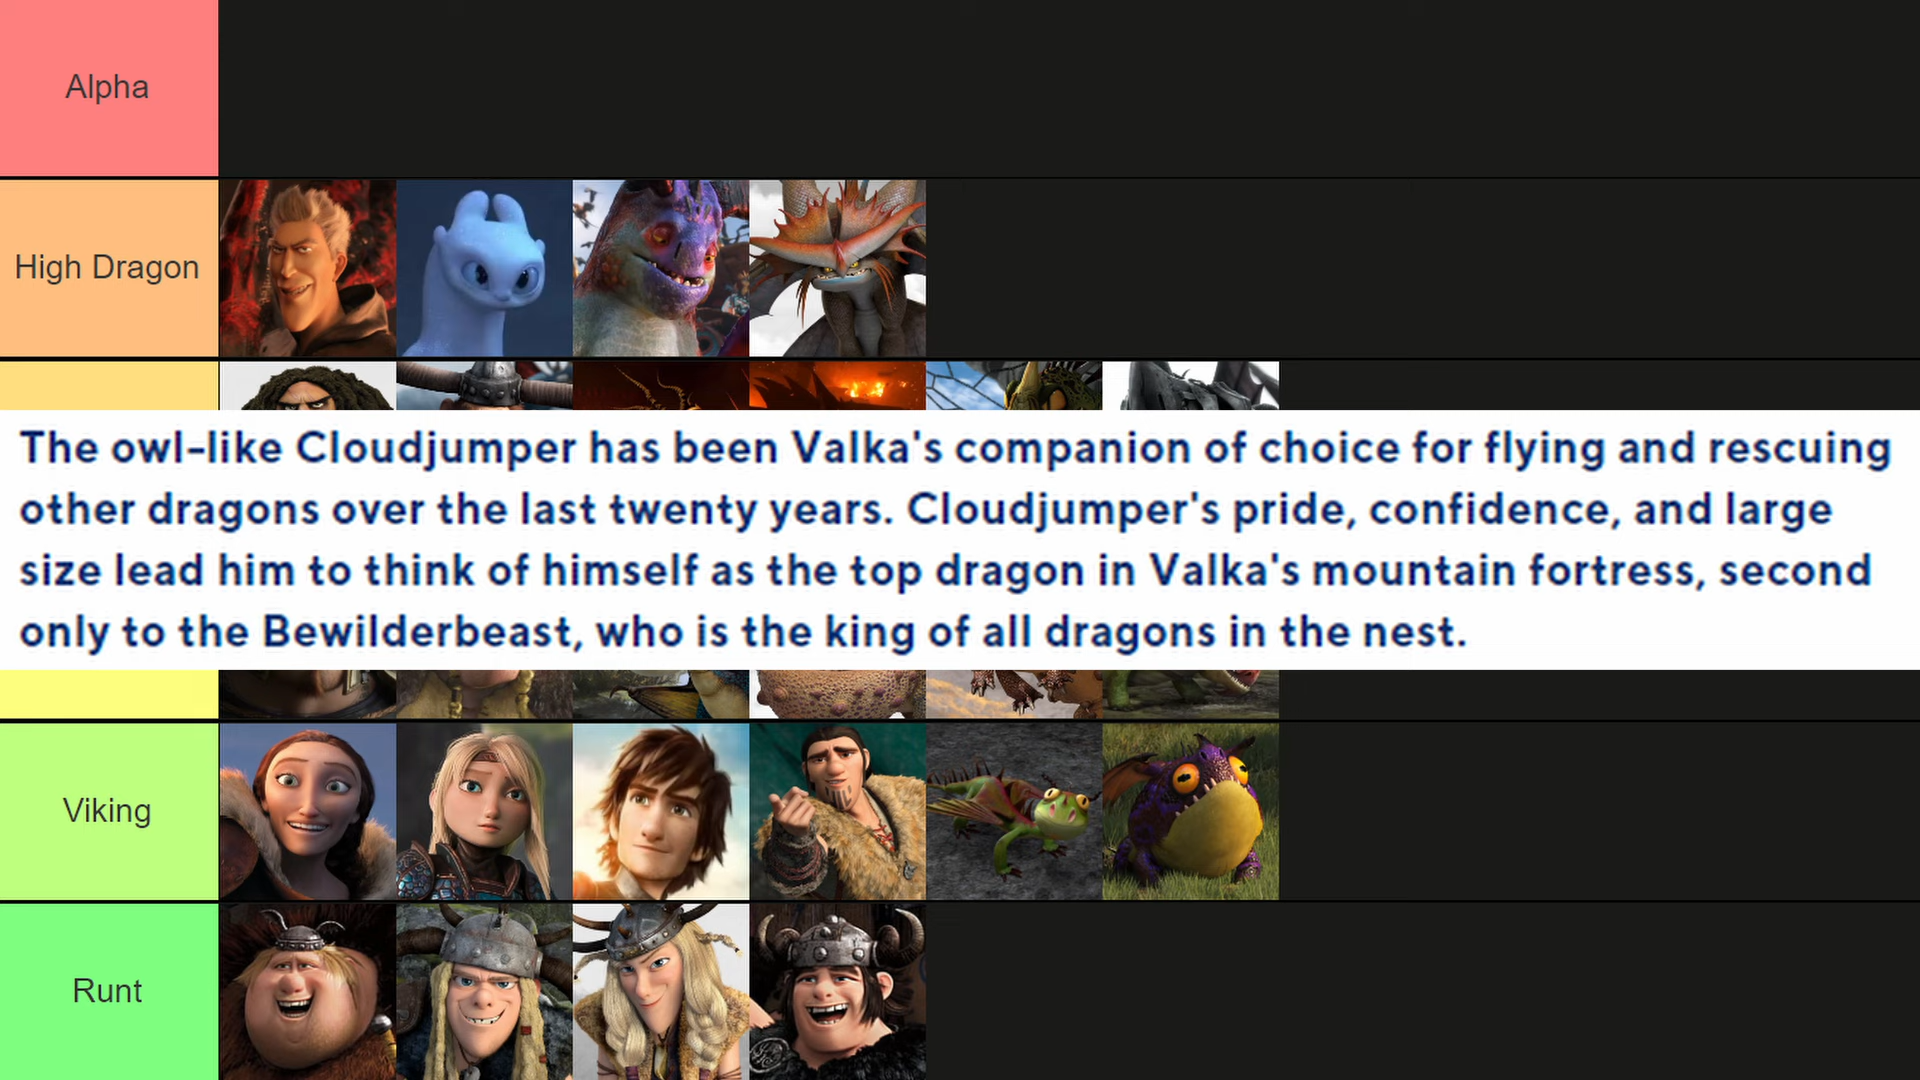 Alpha
High Dragon
The owl-like Cloudjumper has been Valka's companion of choice for flying and rescuing
other dragons over the last twenty years. Cloudjumper's pride, confidence, and large
size lead him to think of himself as the top dragon in Valka's mountain fortress, second
only to the Bewilderbeast, who is the king of all dragons in the nest.
Viking
Runt